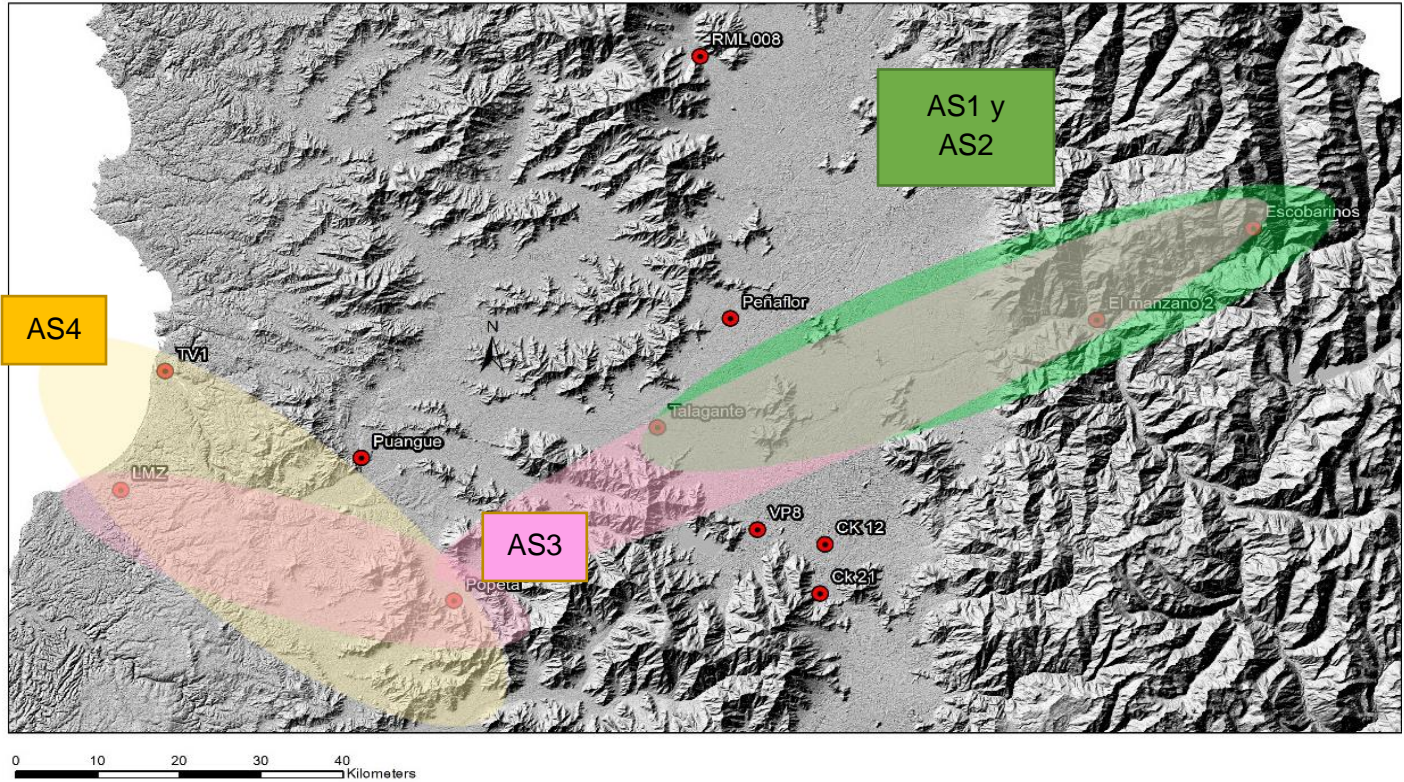 RML 008
AS1 y
AS2
Escobarinos
El manzano 2
Peñaflor
N
AS4
TV1
Talagante
Puangue
LMZ
VP8
CK 12
AS3
Popeta
Ck 21
0 10 20 30 40
Kilometers